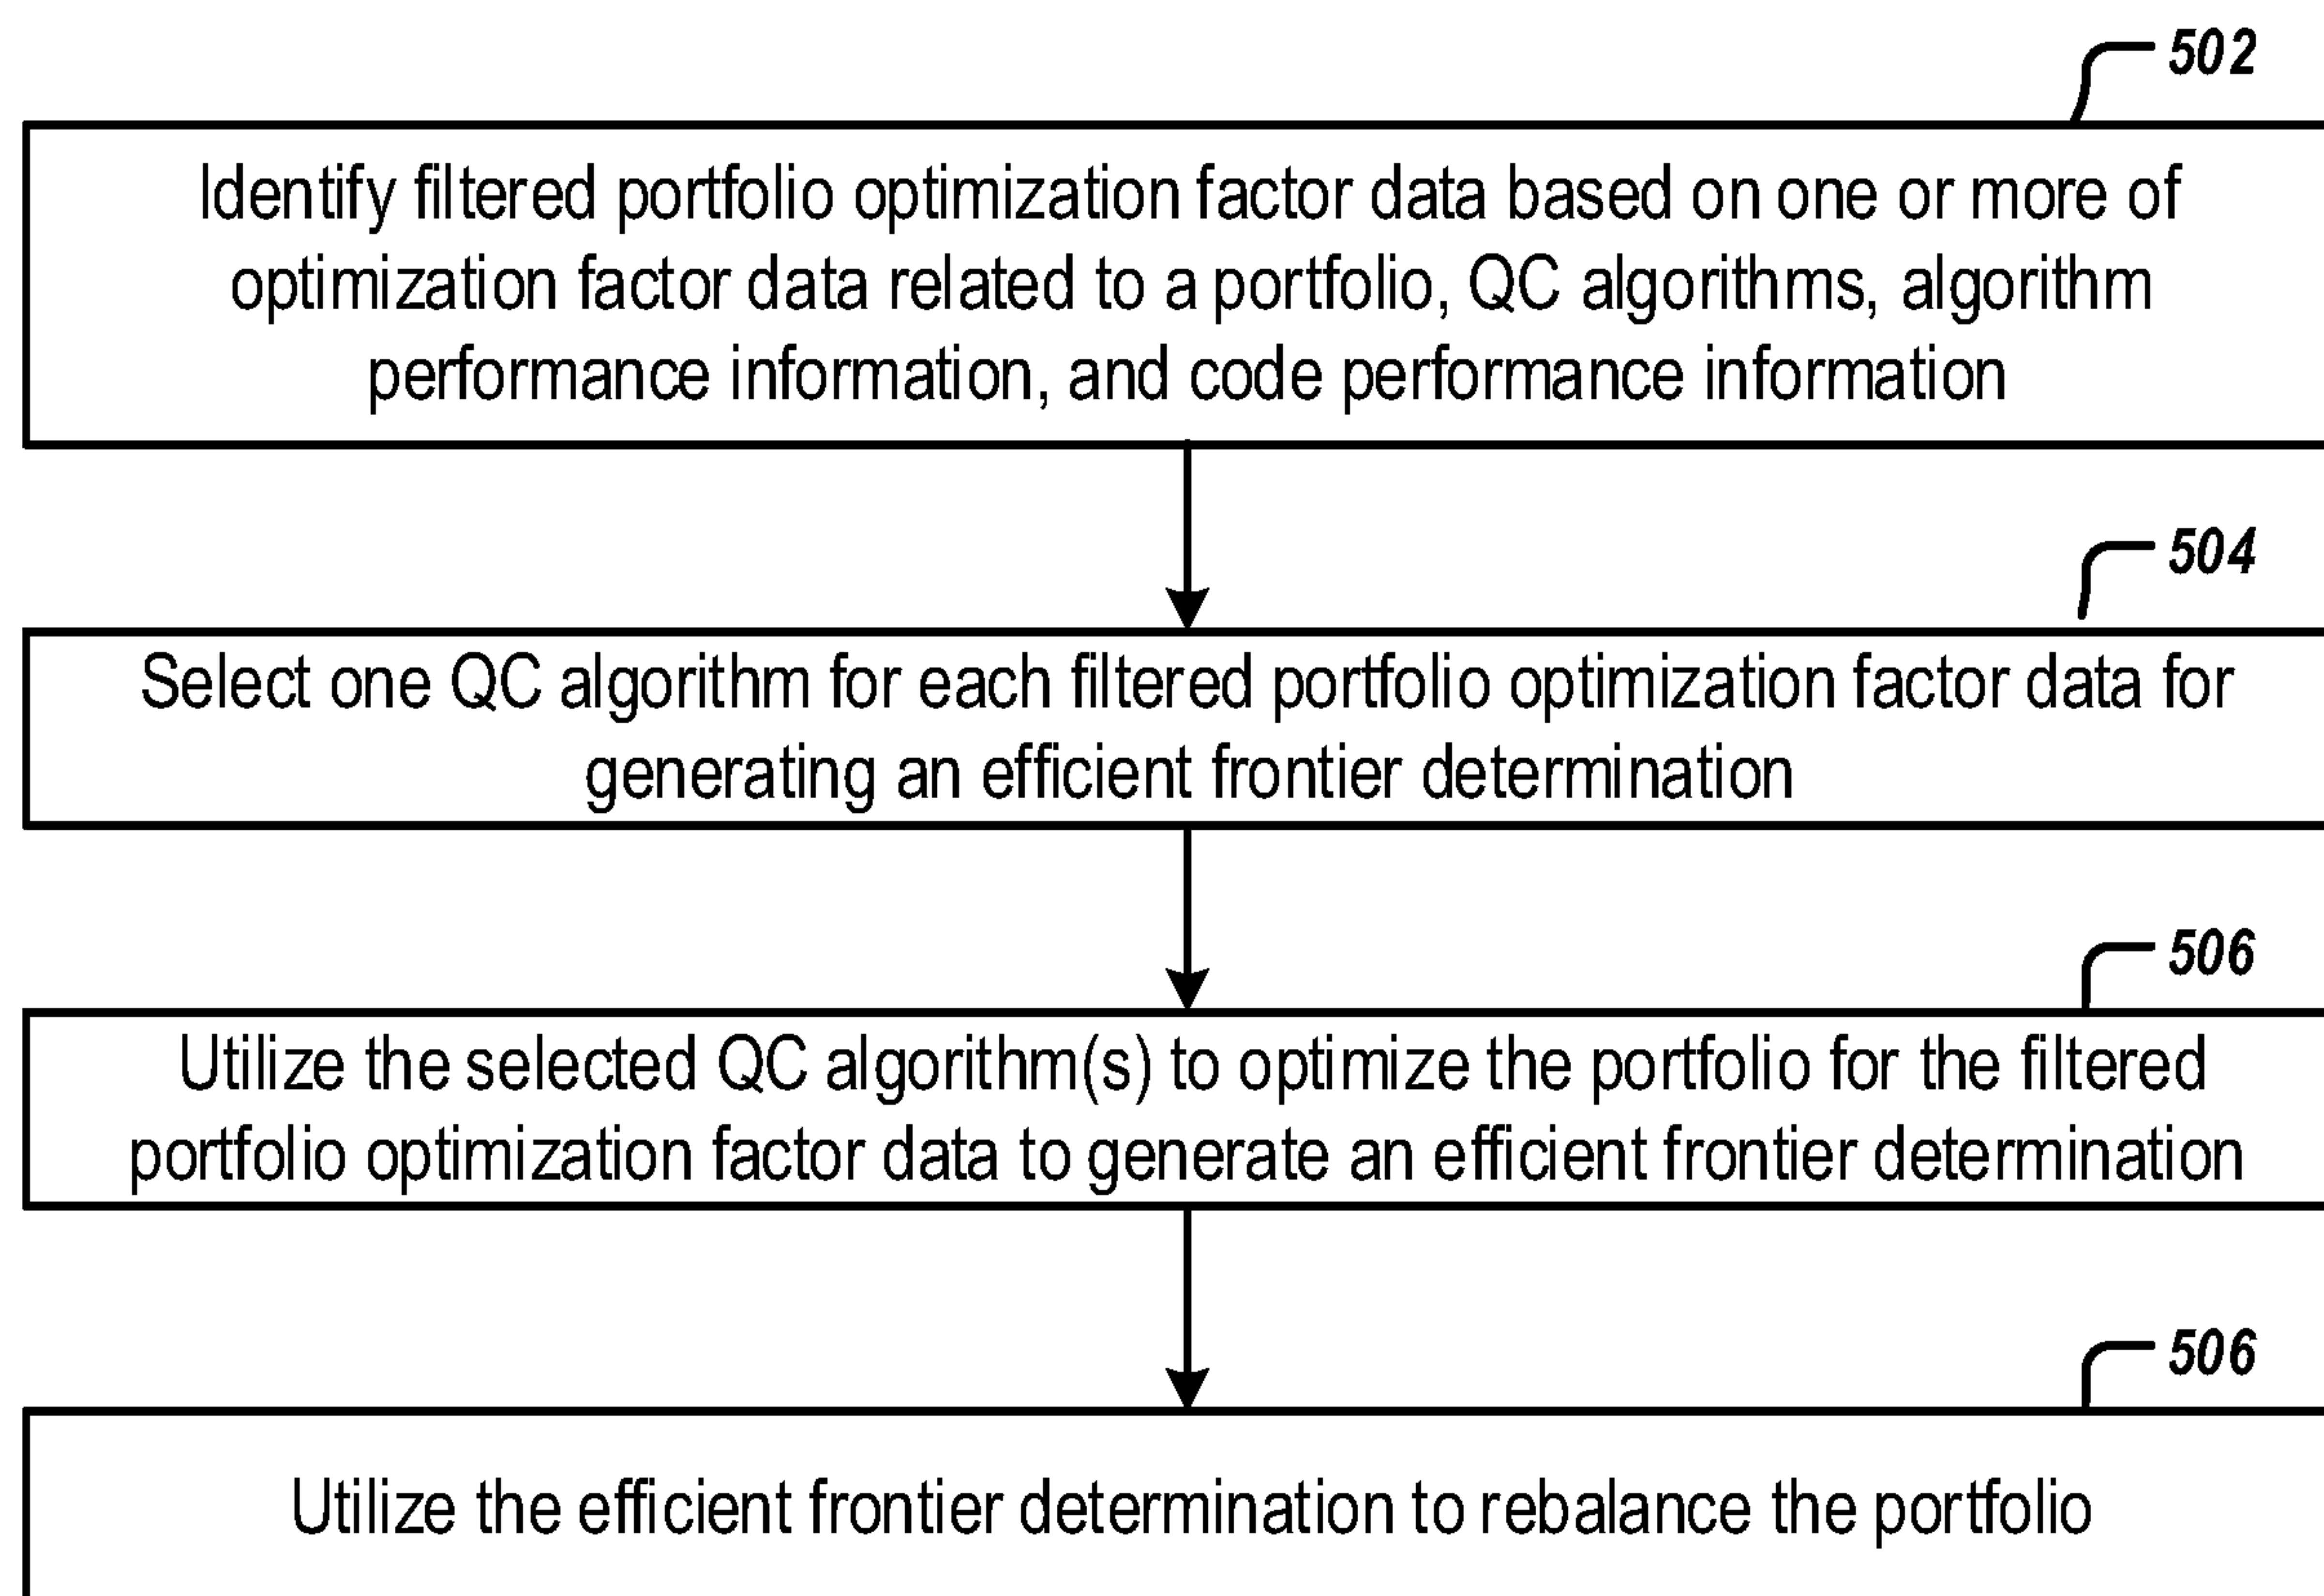 502
Identify filtered portfolio optimization factor data based on one or more of
optimization factor data related to a portfolio, QC algorithms, algorithm
performance information, and code performance information
504
Select one QC algorithm for each filtered portfolio optimization factor data for
generating an efficient frontier determination
506
Utilize the selected QC algorithm(s) to optimize the portfolio for the filtered
portfolio optimization factor data to generate an efficient frontier determination
506
Utilize the efficient frontier determination to rebalance the portfolio